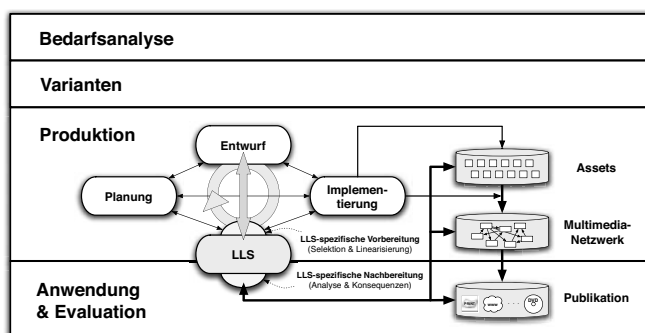 Bedarfsanalyse
Varianten
Produktion
Entwurf
Planung
Implemen-
tierung
Assets
LLS-spezifische Vorbereitung
(Selektion & Linearisierung)
Multimedia-
Netzwerk
LLS
LLS-spezifische Nachbereitung
(Analyse & Konsequenzen)
Anwendung
& Evaluation
www
DVD
Publikation